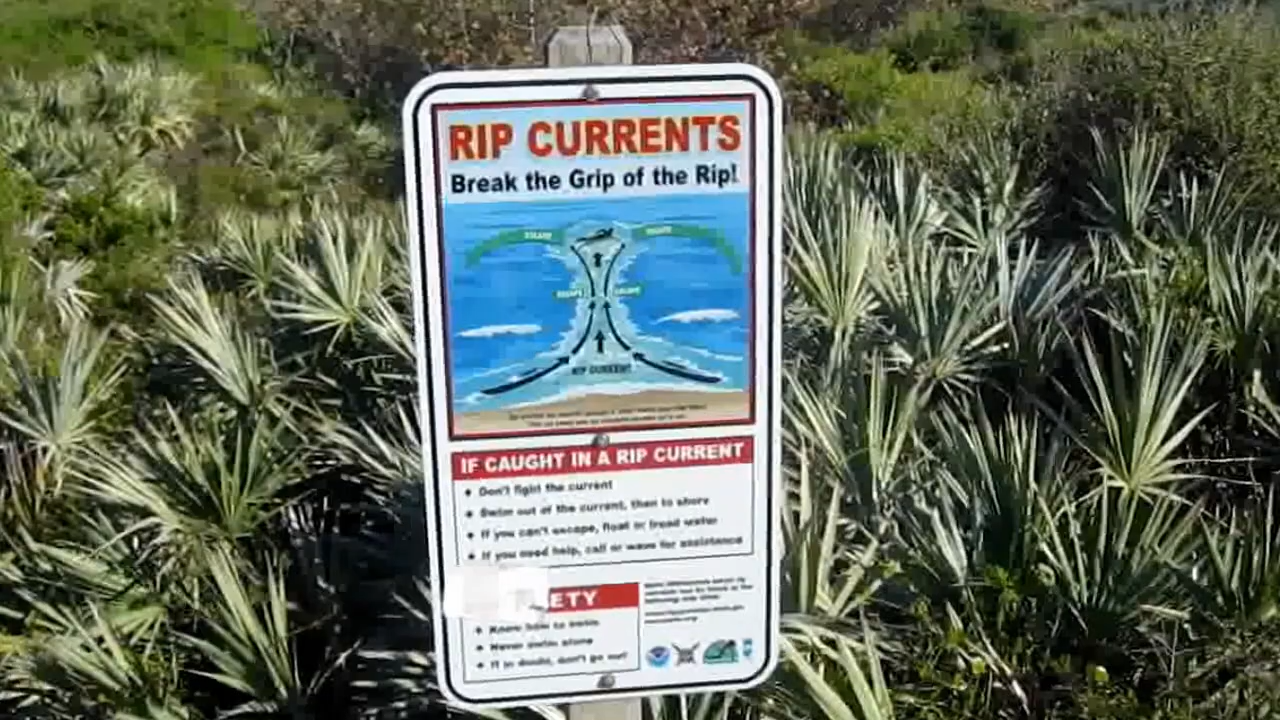 RIP CURRENTS
Break the Grip of the Rip!
ESCAPE ESCAPE
ESCAPE ESCAPE
RIP CURRENT
IF CAUGHT IN A RIP CURRENT
• Don't fight the current
• Swim out of the current, then to shore
• If you can't escape, float or tread water
• If you need help, call or wave for assistance
ETY
• Know how to swim
• Never swim alone
• If in doubt, don't go out!